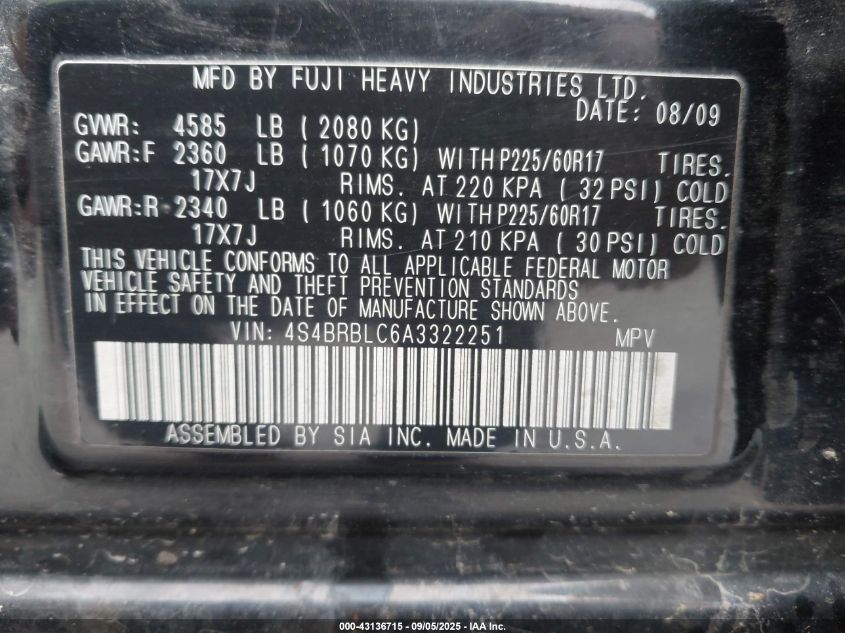 MFD BY FUJI HEAVY INDUSTRIES LTD.
DATE: 08/09
GVWR: 4585 LB ( 2080 KG)
GAWR:F 2360 LB ( 1070 KG) WITH P225/60R17 TIRES.
17X7J RIMS. AT 220 KPA ( 32 PSI) COLD
GAWR:R 2340 LB ( 1060 KG) WITH P225/60R17 TIRES.
17X7J RIMS. AT 210 KPA ( 30 PSI) COLD
THIS VEHICLE CONFORMS TO ALL APPLICABLE FEDERAL MOTOR
VEHICLE SAFETY AND THEFT PREVENTION STANDARDS
IN EFFECT ON THE DATE OF MANUFACTURE SHOWN ABOVE.
VIN: 4S4BRBLC6A3322251 MPV
ASSEMBLED BY SIA INC. MADE IN U.S.A.
000-43136715 - 09/05/2025 - IAA Inc.